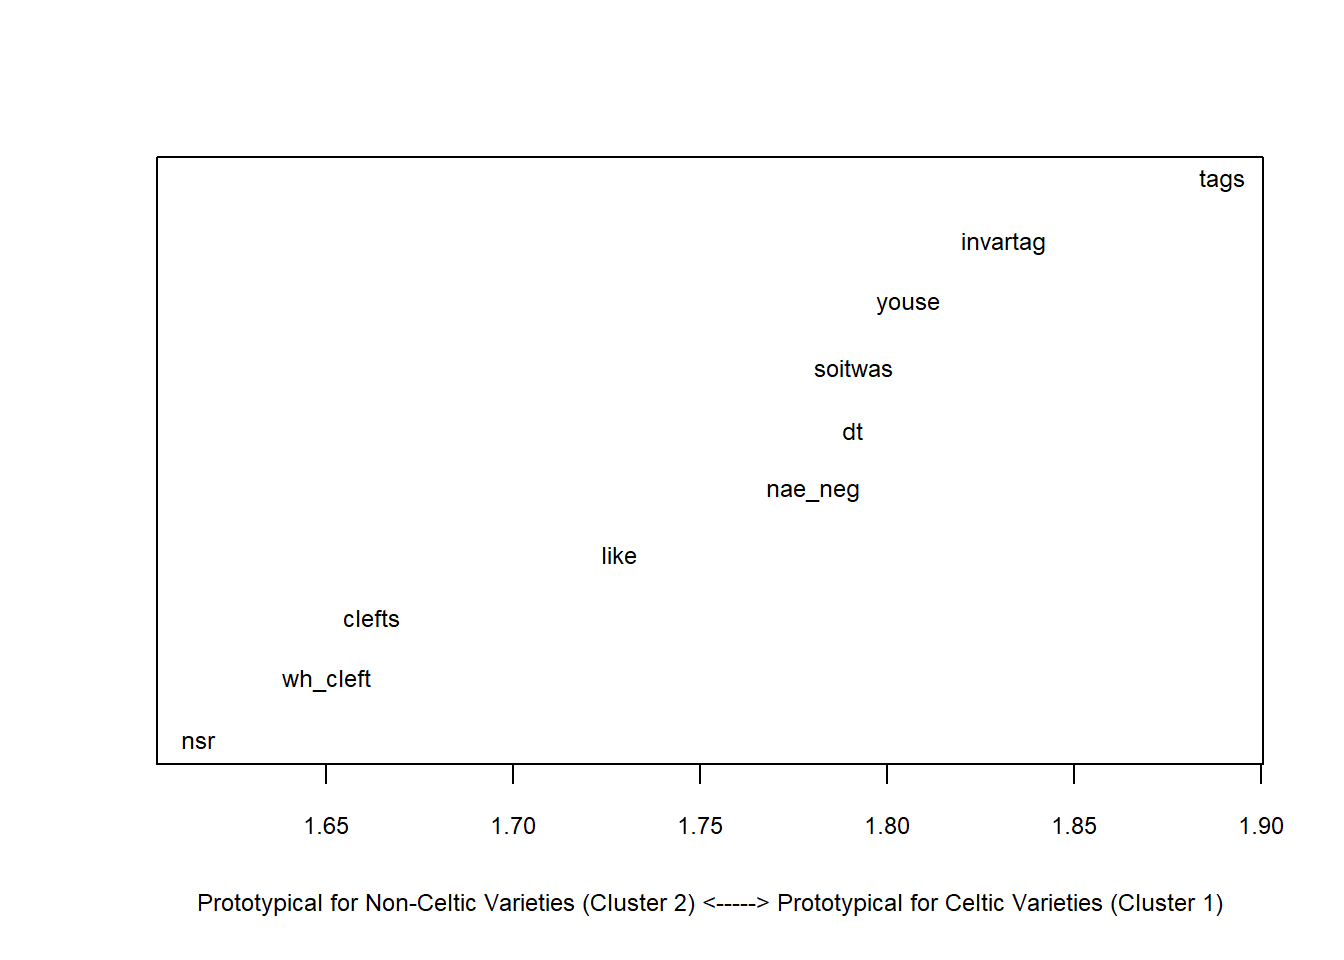 tags
invartag
youse
soitwas
dt
nae_neg
like
clefts
wh_cleft
nsr
1.65 1.70 1.75 1.80 1.85 1.90
Prototypical for Non-Celtic Varieties (Cluster 2) <-----> Prototypical for Celtic Varieties (Cluster 1)